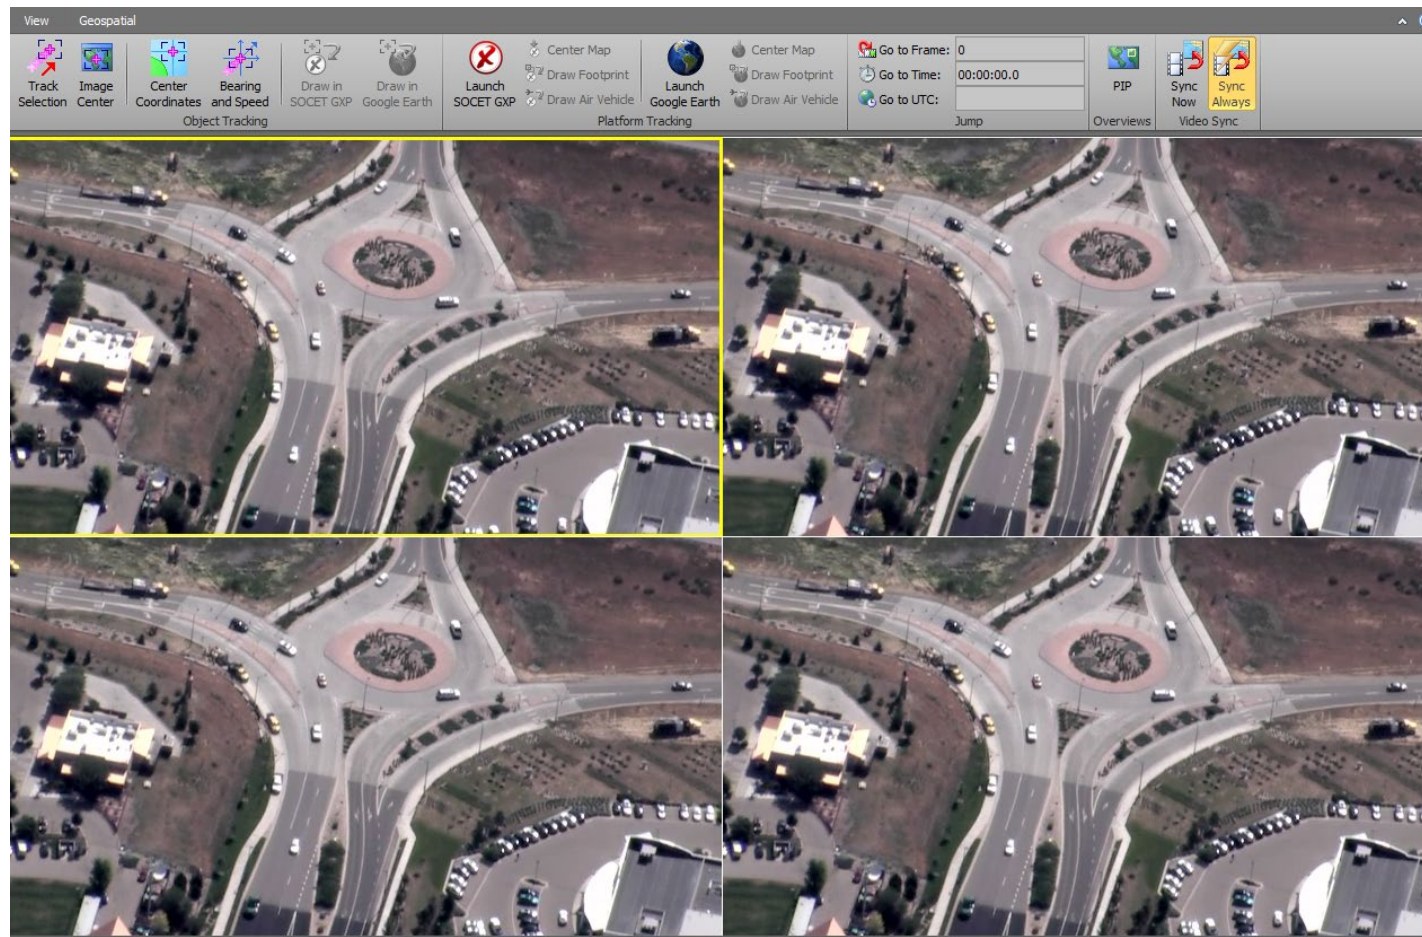 View Geospatial
Track Selection
Image Center
Center Coordinates
Bearing and Speed
Draw in SOCET GXP
Draw in Google Earth
Object Tracking
Launch SOCET GXP
Center Map
Draw Footprint
Draw Air Vehicle
Launch Google Earth
Center Map
Draw Footprint
Draw Air Vehicle
Platform Tracking
Go to Frame: 0
Go to Time: 00:00:00.0
Go to UTC:
Jump
PIP
Overviews
Sync Now
Sync Always
Video Sync